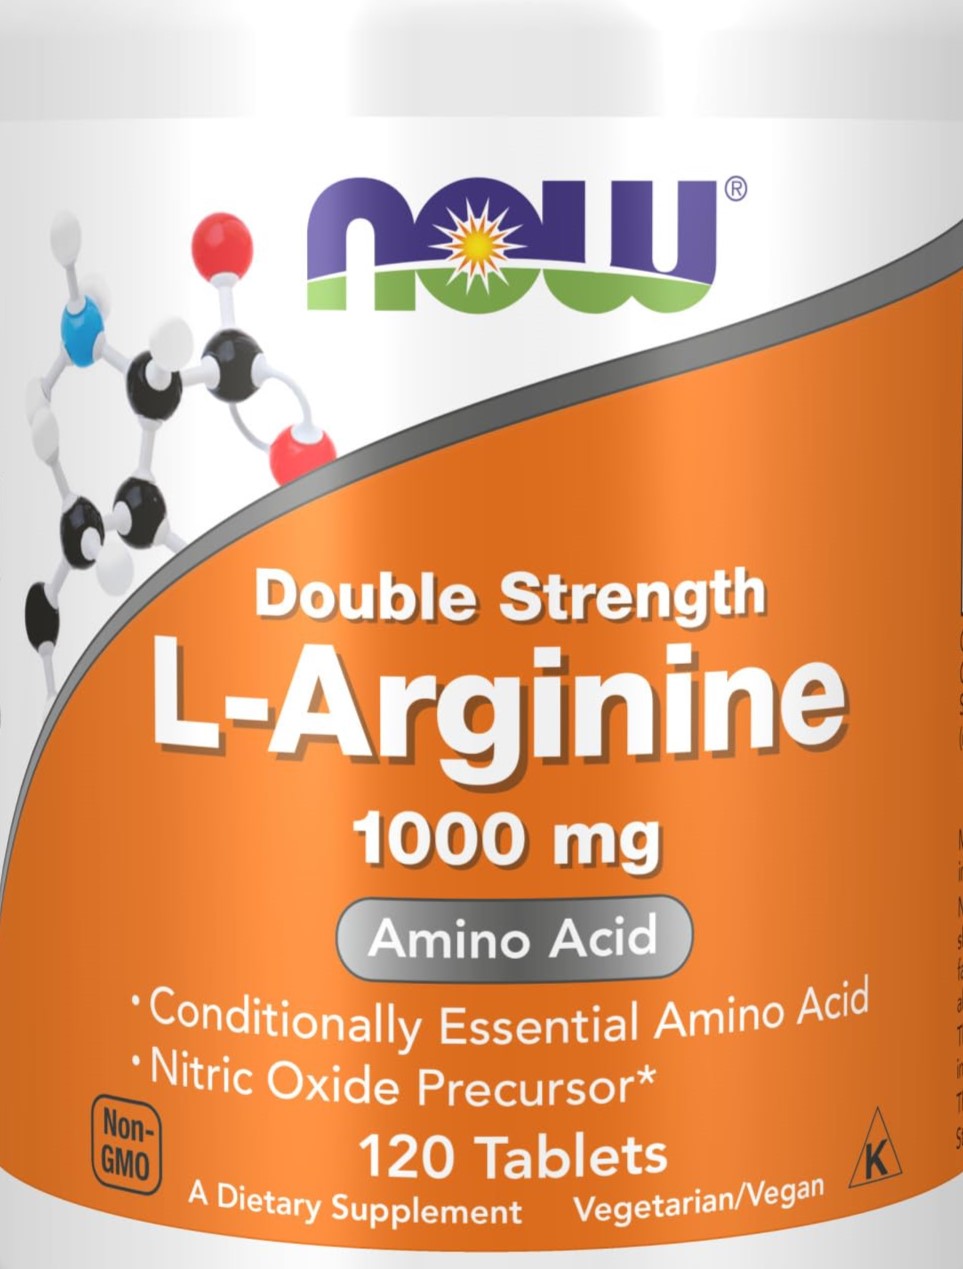 now®
Double Strength
L-Arginine
1000 mg
Amino Acid
• Conditionally Essential Amino Acid
• Nitric Oxide Precursor*
120 Tablets
Non-
GMO
A Dietary Supplement Vegetarian/Vegan
K